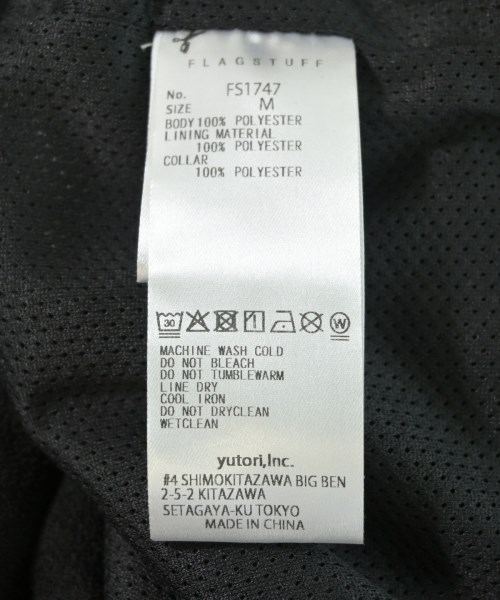 FLAGSTUFF
No. FS1747
SIZE M
BODY100% POLYESTER
LINING MATERIAL
100% POLYESTER
COLLAR
100% POLYESTER
30 W
MACHINE WASH COLD
DO NOT BLEACH
DO NOT TUMBLEWARM
LINE DRY
COOL IRON
DO NOT DRYCLEAN
WETCLEAN
yutori,Inc.
#4 SHIMOKITAZAWA BIG BEN
2-5-2 KITAZAWA
SETAGAYA-KU TOKYO
MADE IN CHINA